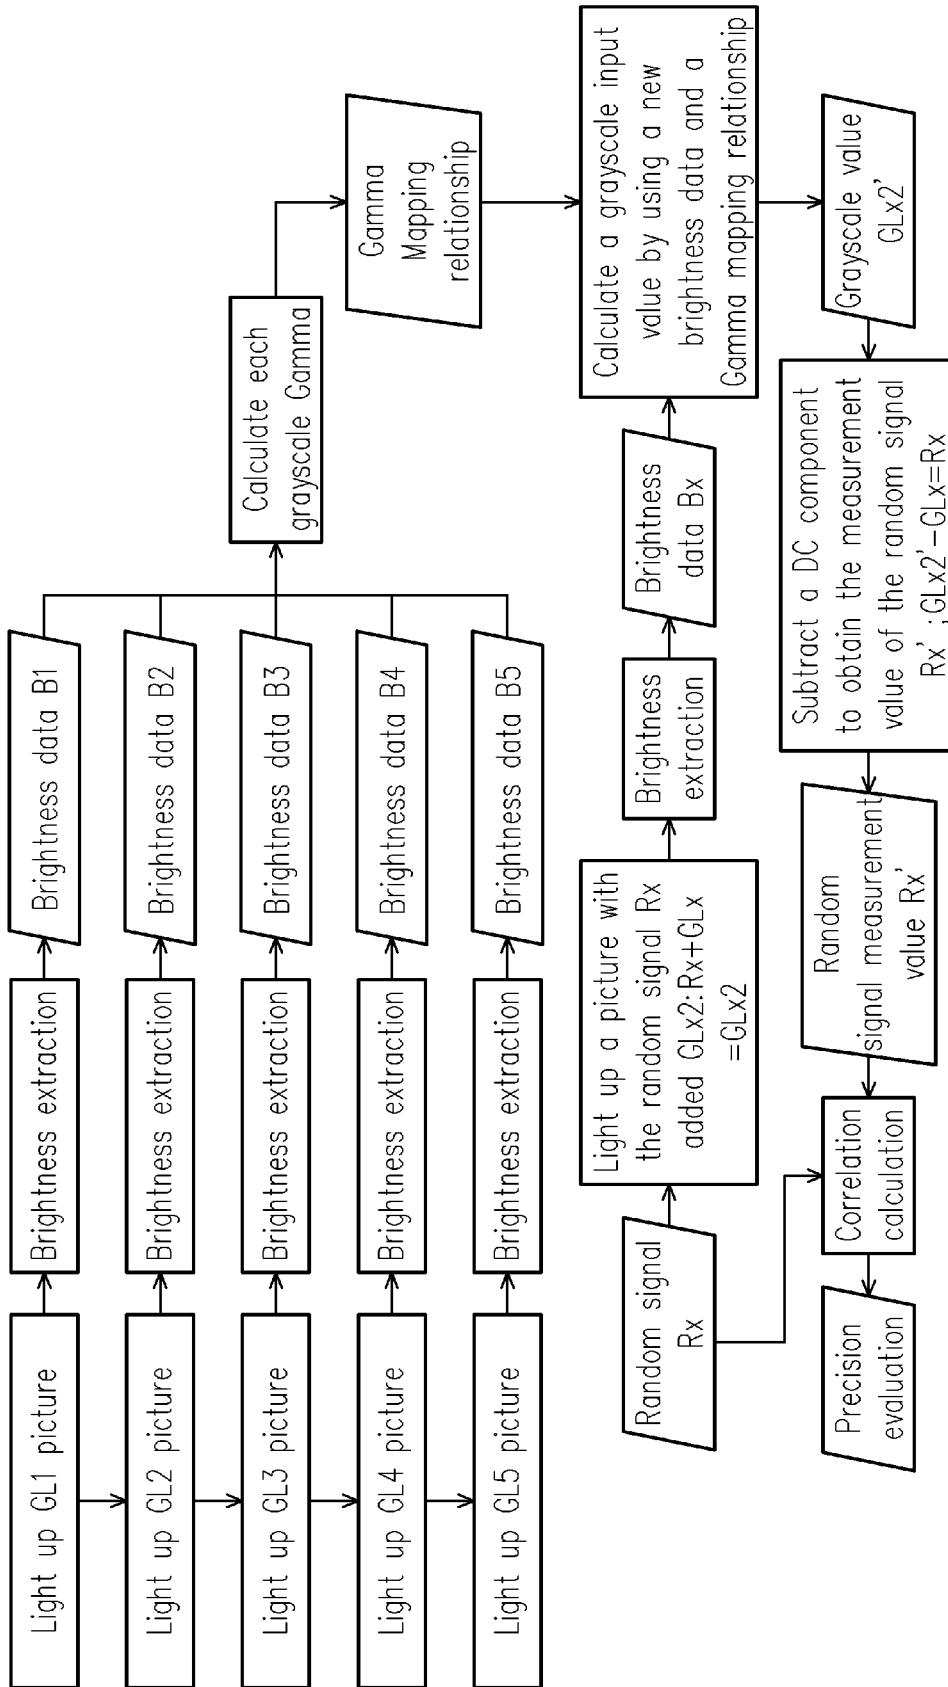 Light up GL1 picture
Brightness extraction
Brightness data B1
Light up GL2 picture
Brightness extraction
Brightness data B2
Light up GL3 picture
Brightness extraction
Brightness data B3
Light up GL4 picture
Brightness extraction
Brightness data B4
Light up GL5 picture
Brightness extraction
Brightness data B5
Calculate each
grayscale Gamma
Gamma
Mapping
relationship
Random signal
Rx
Light up a picture with
the random signal Rx
added GLx2:Rx+GLx
=GLx2
Brightness
extraction
Brightness
data Bx
Calculate a grayscale input
value by using a new
brightness data and a
Gamma mapping relationship
Grayscale value
GLx2'
Subtract a DC component
to obtain the measurement
value of the random signal
Rx' ;GLx2'-GLx=Rx
Random
signal measurement
value Rx'
Correlation
calculation
Precision
evaluation